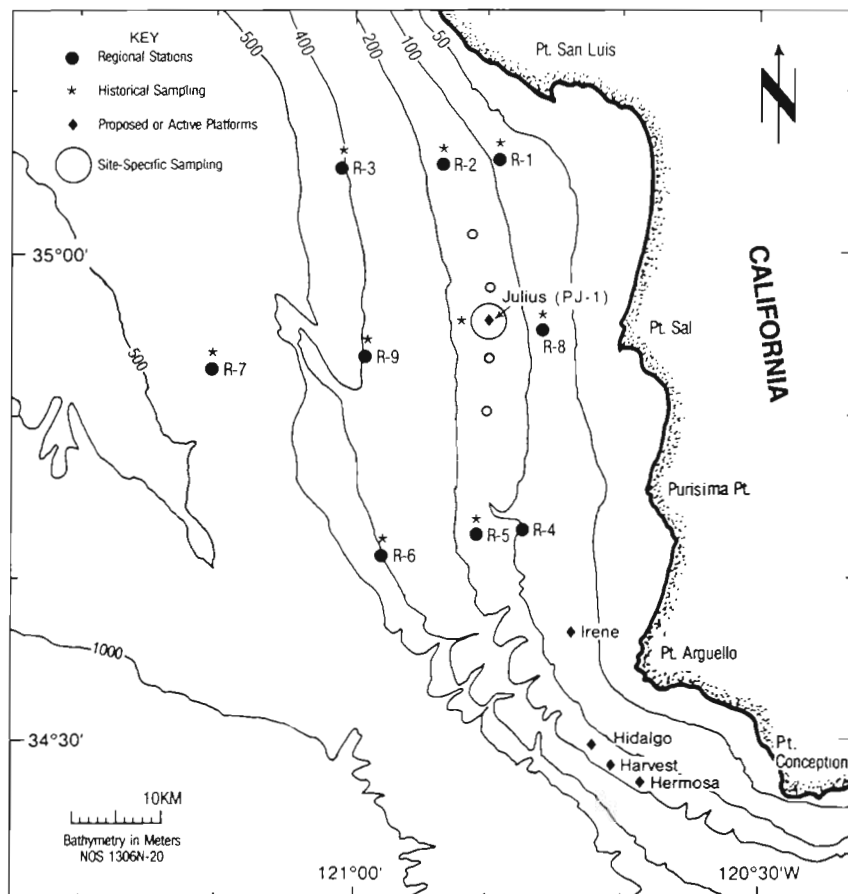 KEY
Regional Stations
Historical Sampling
Proposed or Active Platforms
Site-Specific Sampling
500
400
200
100
50
Pt. San Luis
N
R-3
R-2
R-1
35°00'
Julius (PJ-1)
CALIFORNIA
Pt. Sal
R-8
500
R-7
R-9
Purisima Pt.
R-4
R-5
R-6
Irene
Pt. Arguello
1000
34°30'
Hidalgo
Harvest
Hermosa
Pt.
Conception
10KM
Bathymetry in Meters
NOS 1306N-20
121°00'
120°30'W